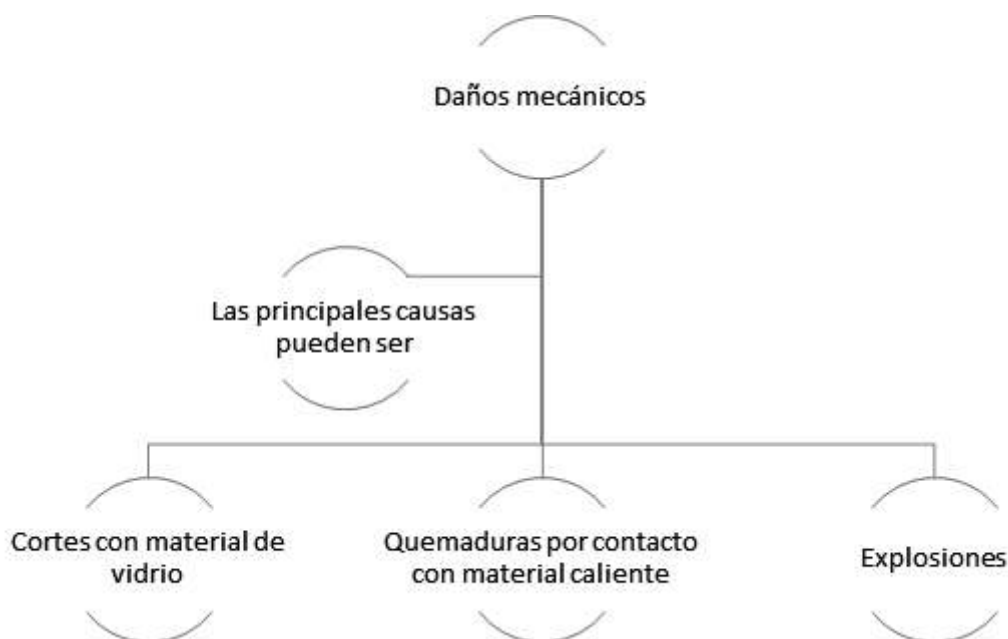 Daños mecánicos
Las principales causas
pueden ser
Cortes con material de
vidrio
Quemaduras por contacto
con material caliente
Explosiones